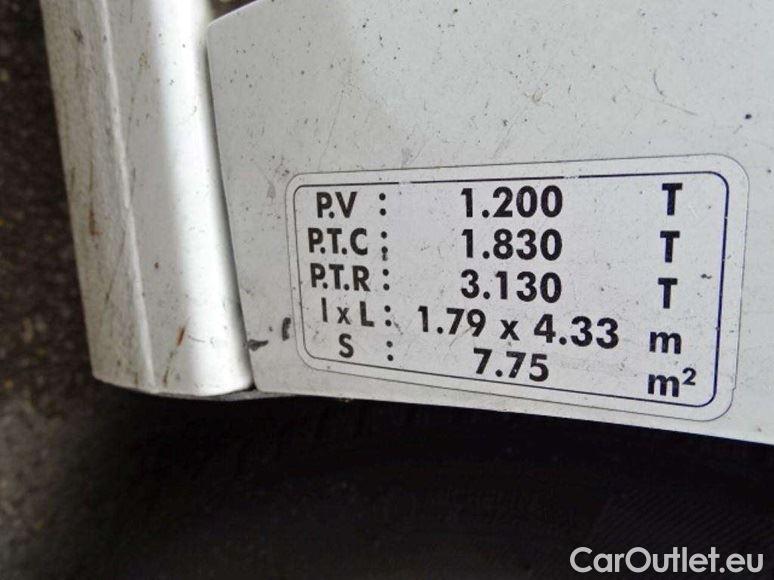 P.V : 1.200 T
P.T.C : 1.830 T
P.T.R : 3.130 T
l x L : 1.79 x 4.33 m
S : 7.75 m²
CarOutlet.eu